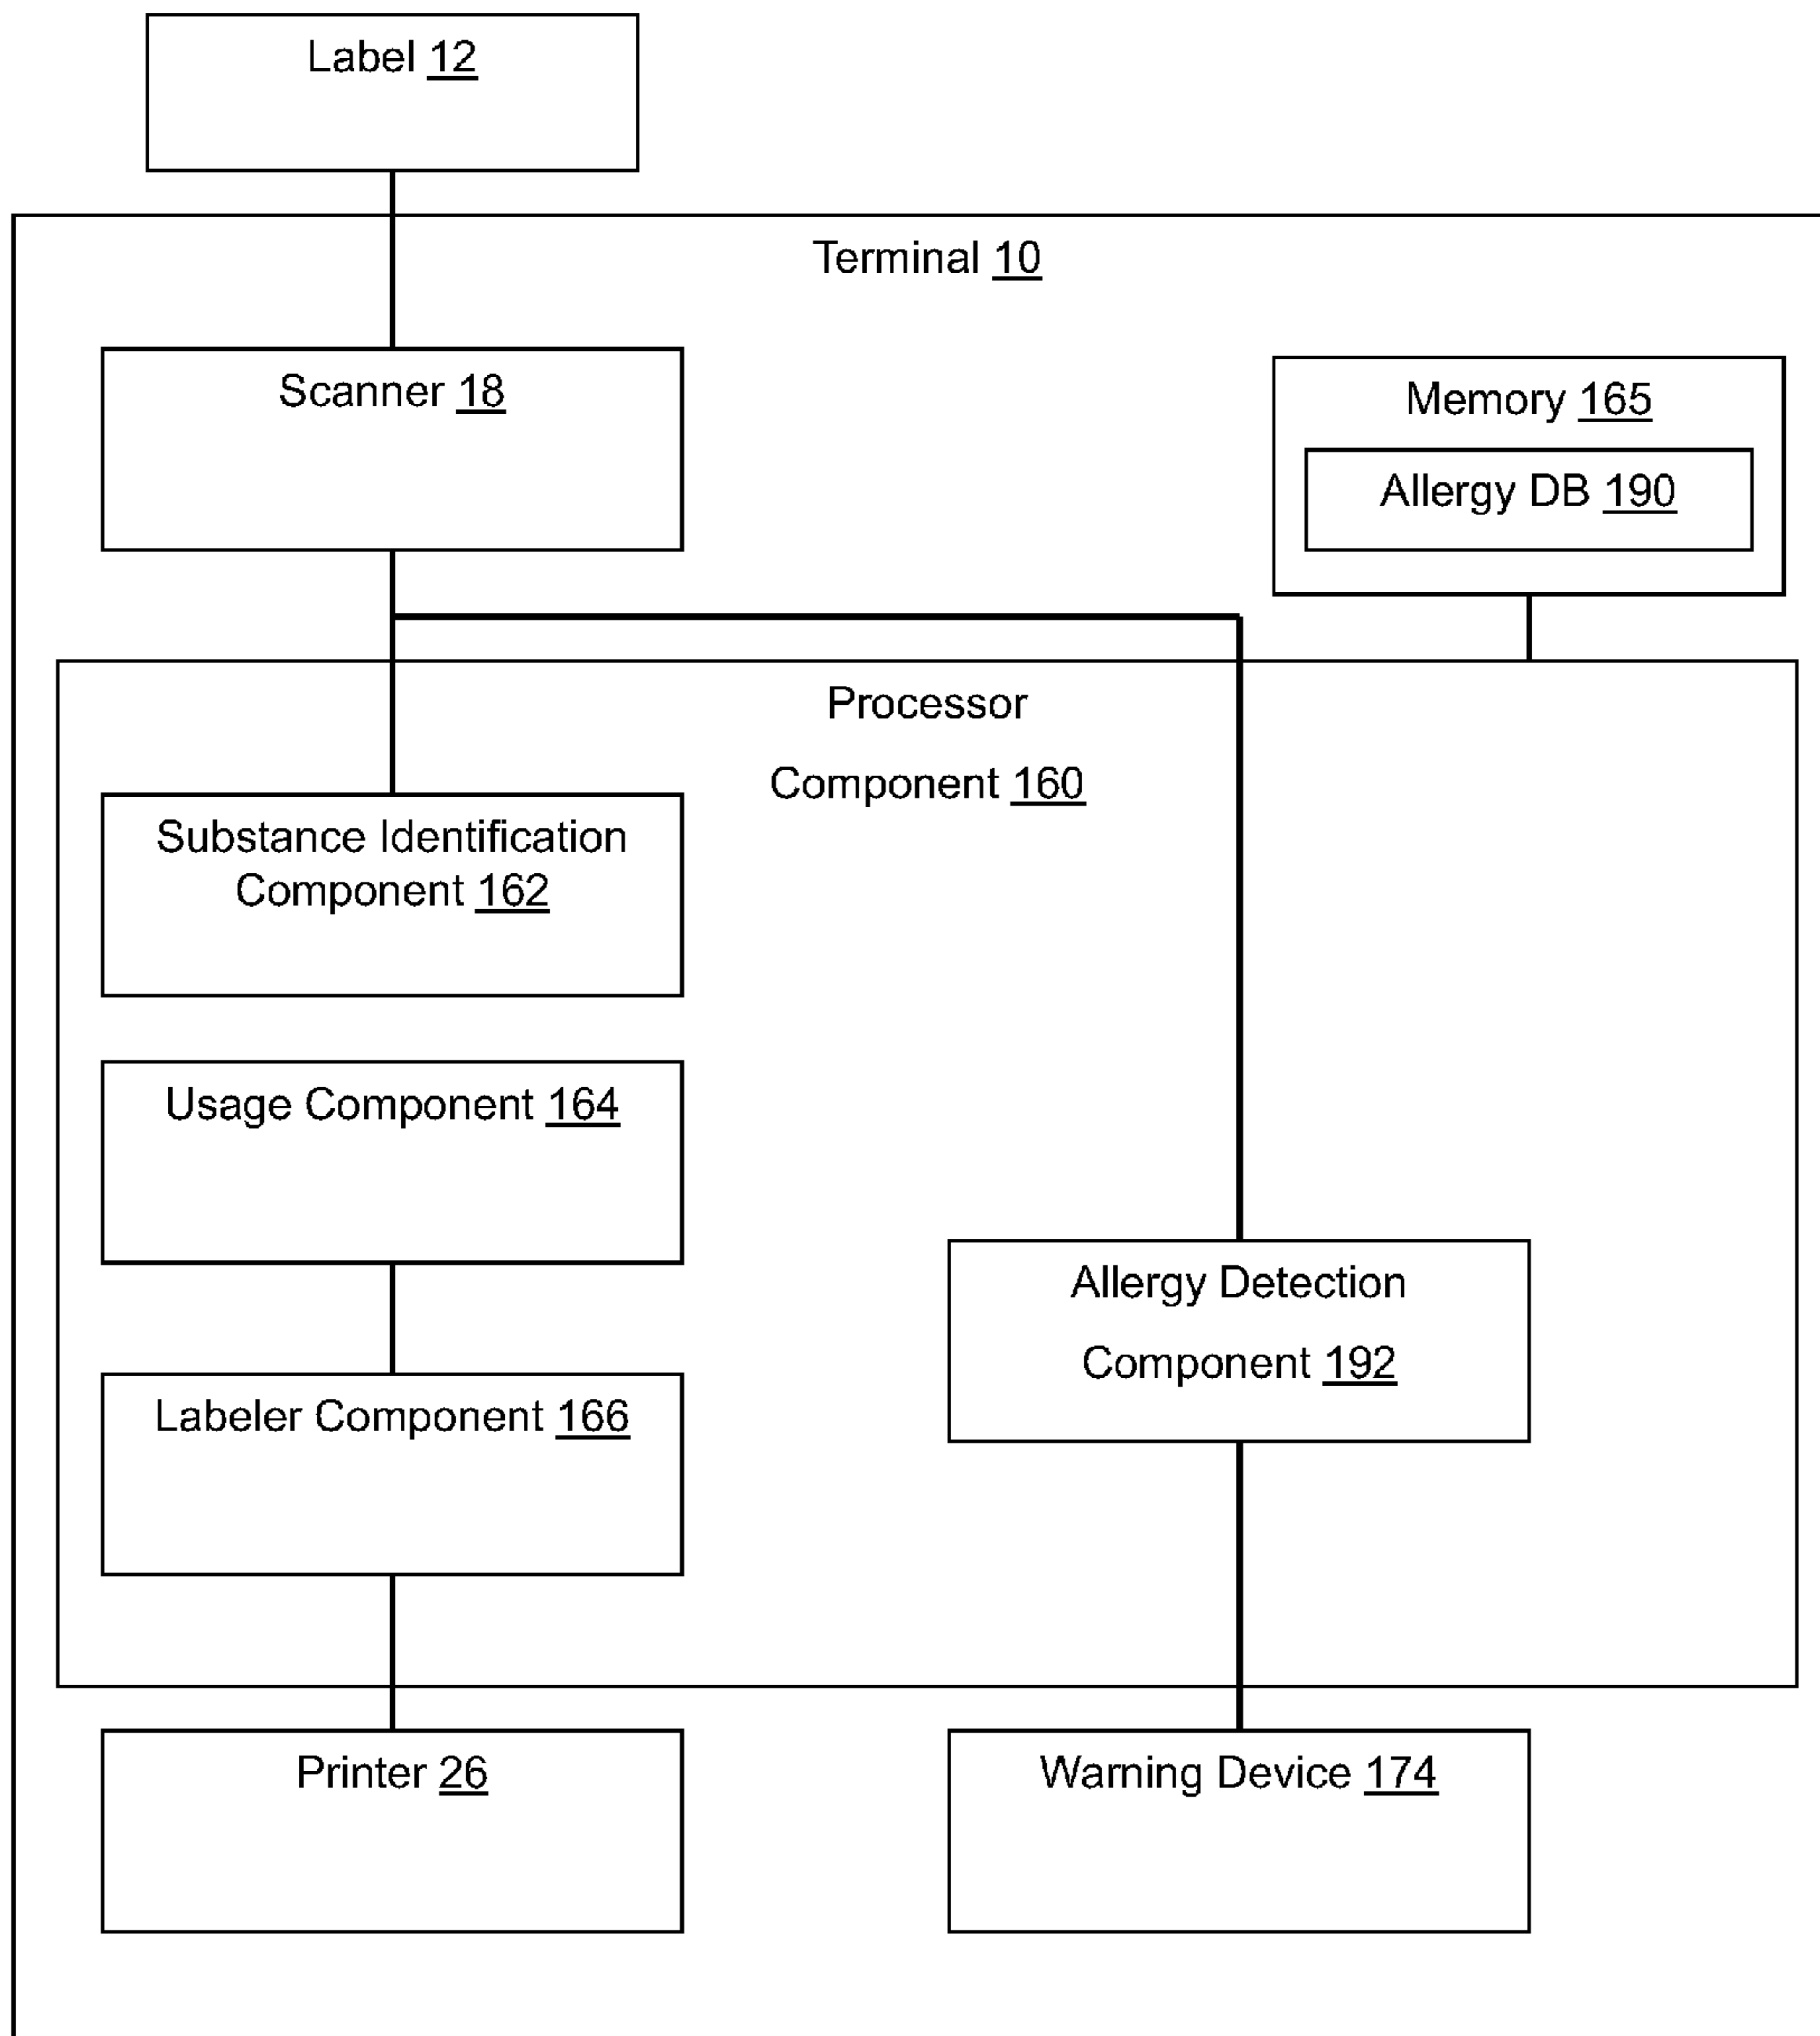 Label 12
Terminal 10
Scanner 18
Memory 165
Allergy DB 190
Processor
Component 160
Substance Identification
Component 162
Usage Component 164
Allergy Detection
Component 192
Labeler Component 166
Printer 26
Warning Device 174